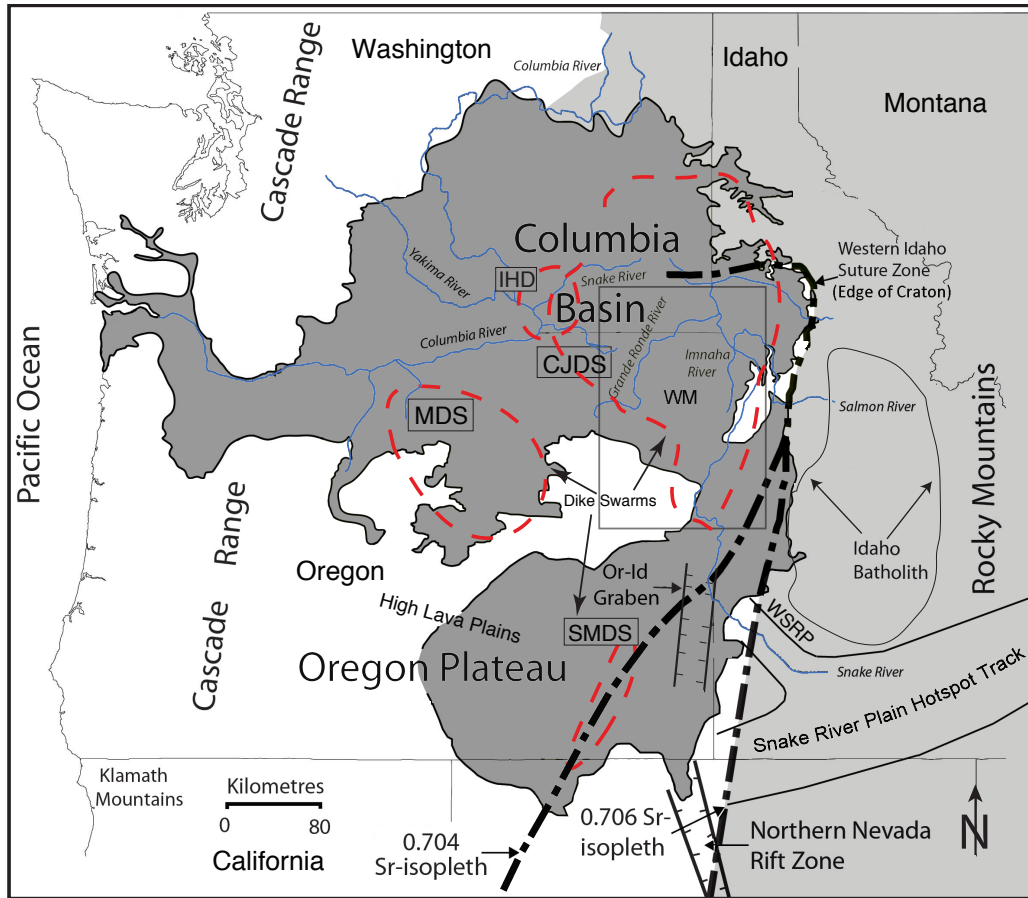 Washington
Idaho
Montana
Columbia River
Cascade Range
Columbia
Basin
Yakima River
IHD
Snake River
Western Idaho
Suture Zone
(Edge of Craton)
Columbia River
CJDS
Grande Ronde River
Imnaha
River
WM
Salmon River
MDS
Pacific Ocean
Rocky Mountains
Dike Swarms
Idaho
Batholith
Oregon
Or-Id
Graben
High Lava Plains
SMDS
WSRP
Cascade Range
Oregon Plateau
Snake River
Snake River Plain Hotspot Track
Klamath
Mountains
Kilometres
0 80
California
0.704
Sr-isopleth
0.706 Sr-
isopleth
Northern Nevada
Rift Zone
N